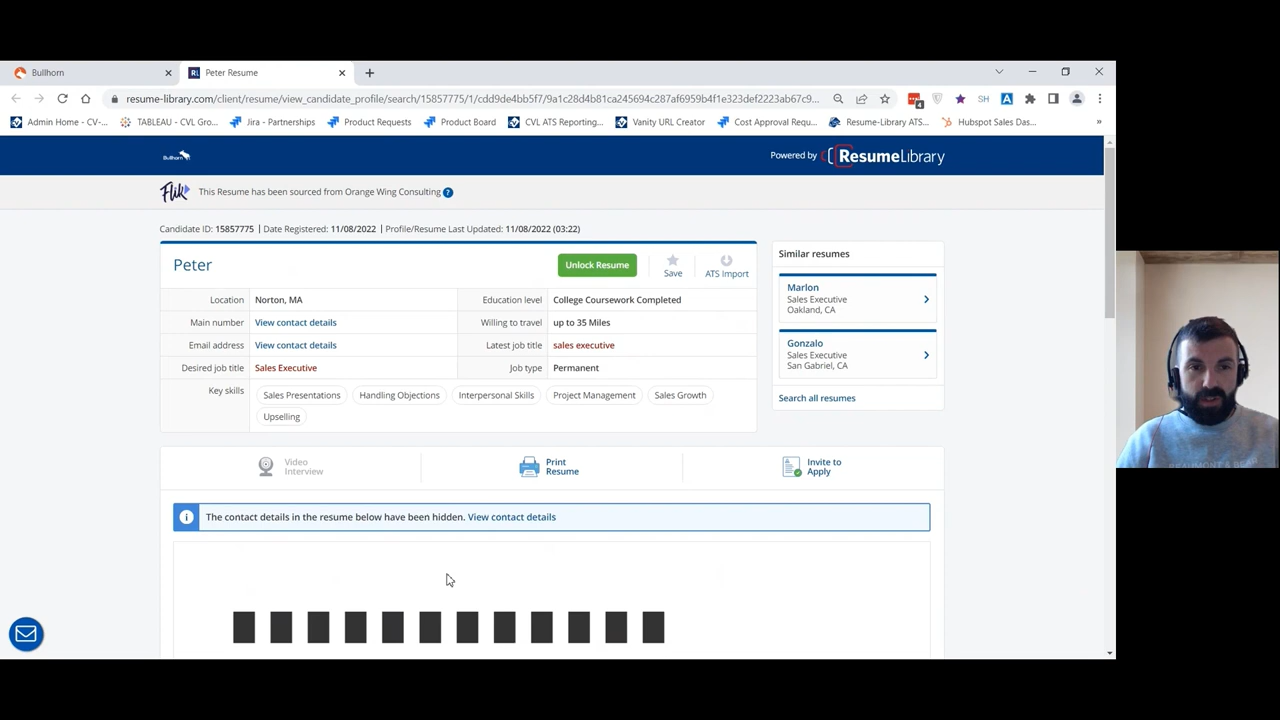 Bullhorn
Peter Resume
resume-library.com/client/resume/view_candidate_profile/search/15857775/1/cdd9de4bb5f7/9a1c28d4b81ca245694c287af6959b4f1e323def2223ab67c9...
4
SH
A
Admin Home - CV-...
TABLEAU - CVL Gro...
Jira - Partnerships
Product Requests
Product Board
CVL ATS Reporting...
Vanity URL Creator
Cost Approval Requ...
Resume-Library ATS...
Hubspot Sales Das...
»
Bullhorn
Powered by ResumeLibrary
Flik This Resume has been sourced from Orange Wing Consulting ?
Candidate ID: 15857775 | Date Registered: 11/08/2022 | Profile/Resume Last Updated: 11/08/2022 (03:22)
Peter
Unlock Resume
Save
ATS Import
Location Norton, MA
Education level College Coursework Completed
Main number View contact details
Willing to travel up to 35 Miles
Email address View contact details
Latest job title sales executive
Desired job title Sales Executive
Job type Permanent
Key skills Sales Presentations Handling Objections Interpersonal Skills Project Management Sales Growth
Upselling
Similar resumes
Marlon
Sales Executive
Oakland, CA
Gonzalo
Sales Executive
San Gabriel, CA
Search all resumes
Video
Interview
Print
Resume
Invite to
Apply
i The contact details in the resume below have been hidden. View contact details